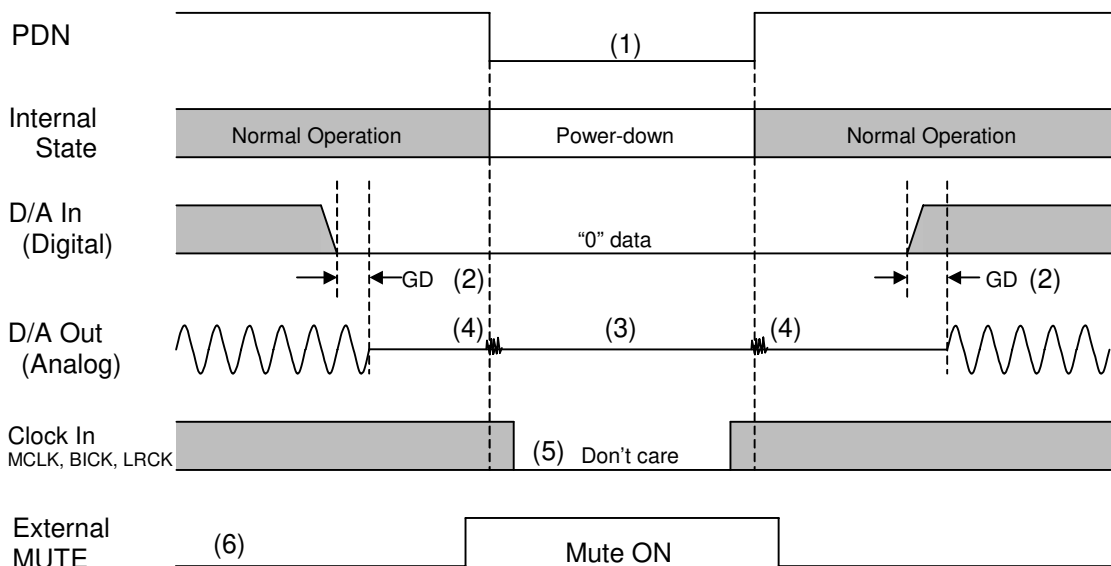 PDN
(1)
Internal
State
Normal Operation
Power-down
Normal Operation
D/A In
(Digital)
“0” data
GD (2)
GD (2)
D/A Out
(Analog)
(4)
(3)
(4)
Clock In
MCLK, BICK, LRCK
(5) Don’t care
External
MUTE
(6)
Mute ON